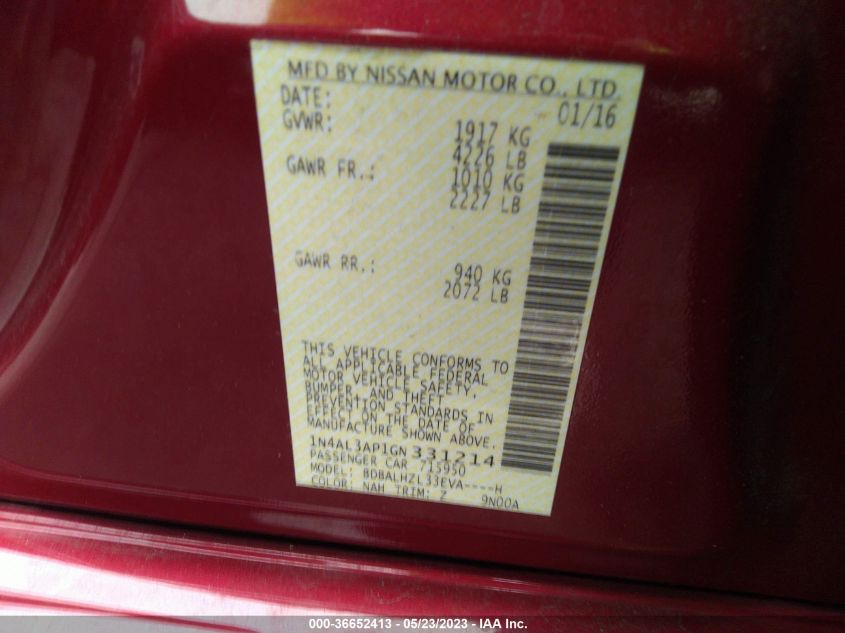 MFD BY NISSAN MOTOR CO., LTD.
DATE: 01/16
GVWR: 1917 KG
4226 LB
GAWR FR.: 1010 KG
2227 LB
GAWR RR.: 940 KG
2072 LB
THIS VEHICLE CONFORMS TO
ALL APPLICABLE FEDERAL
MOTOR VEHICLE SAFETY,
BUMPER, AND THEFT
PREVENTION STANDARDS IN
EFFECT ON THE DATE OF
MANUFACTURE SHOWN ABOVE.
1N4AL3AP1GN331214
PASSENGER CAR 715950
MODEL: BDBALHZL33EVA----H
COLOR: NAH TRIM: Z 9N00A
000-36652413 - 05/23/2023 - IAA Inc.